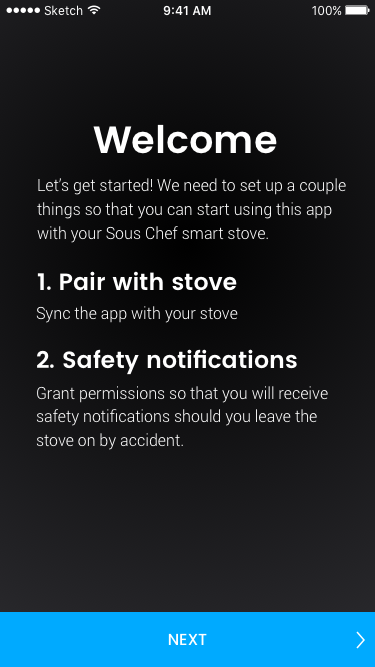 Sketch 9:41 AM 100%
Welcome
Let's get started! We need to set up a couple
things so that you can start using this app
with your Sous Chef smart stove.
1. Pair with stove
Sync the app with your stove
2. Safety notifications
Grant permissions so that you will receive
safety notifications should you leave the
stove on by accident.
NEXT